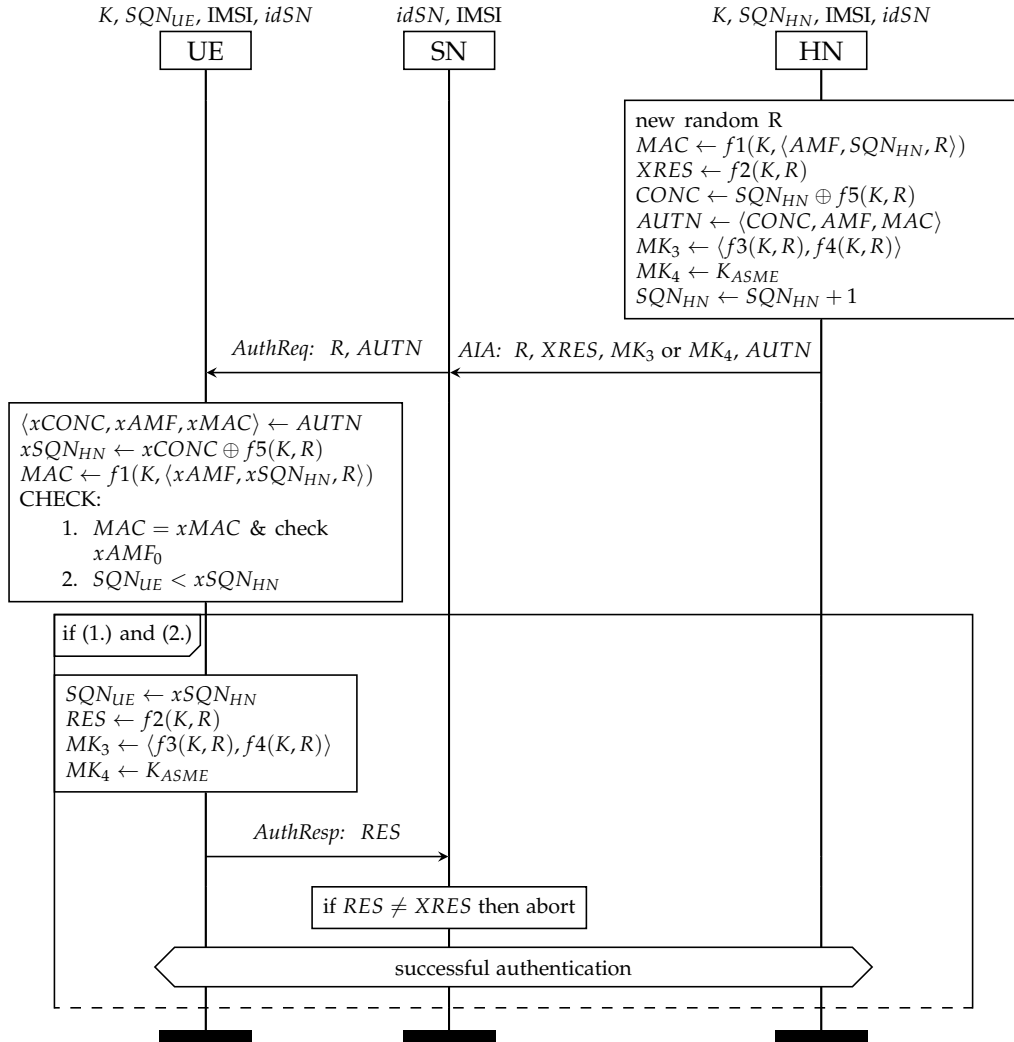 K, SQN_UE, IMSI, idSN
idSN, IMSI
K, SQN_HN, IMSI, idSN
UE
SN
HN
new random R
MAC ← f1(K, ⟨AMF, SQN_HN, R⟩)
XRES ← f2(K, R)
CONC ← SQN_HN ⊕ f5(K, R)
AUTN ← ⟨CONC, AMF, MAC⟩
MK_3 ← ⟨f3(K, R), f4(K, R)⟩
MK_4 ← K_ASME
SQN_HN ← SQN_HN + 1
AuthReq: R, AUTN
AIA: R, XRES, MK_3 or MK_4, AUTN
⟨xCONC, xAMF, xMAC⟩ ← AUTN
xSQN_HN ← xCONC ⊕ f5(K, R)
MAC ← f1(K, ⟨xAMF, xSQN_HN, R⟩)
CHECK:
1. MAC = xMAC & check
xAMF_0
2. SQN_UE < xSQN_HN
if (1.) and (2.)
SQN_UE ← xSQN_HN
RES ← f2(K, R)
MK_3 ← ⟨f3(K, R), f4(K, R)⟩
MK_4 ← K_ASME
AuthResp: RES
if RES ≠ XRES then abort
successful authentication